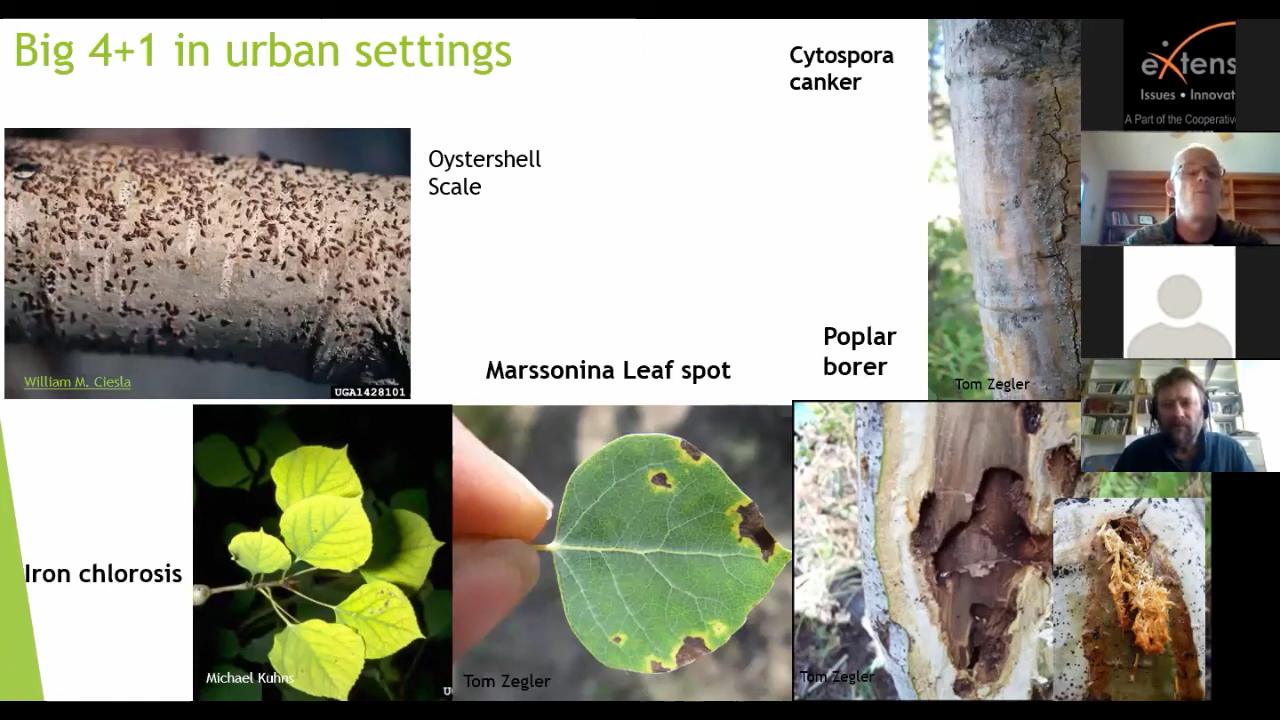 Big 4+1 in urban settings
Cytospora
canker
Oystershell
Scale
William M. Ciesla
UGA1428101
Marssonina Leaf spot
Poplar
borer
Tom Zegler
Iron chlorosis
Michael Kuhns
Tom Zegler
Tom Zegler
eXtens
Issues • Innovat
A Part of the Cooperative